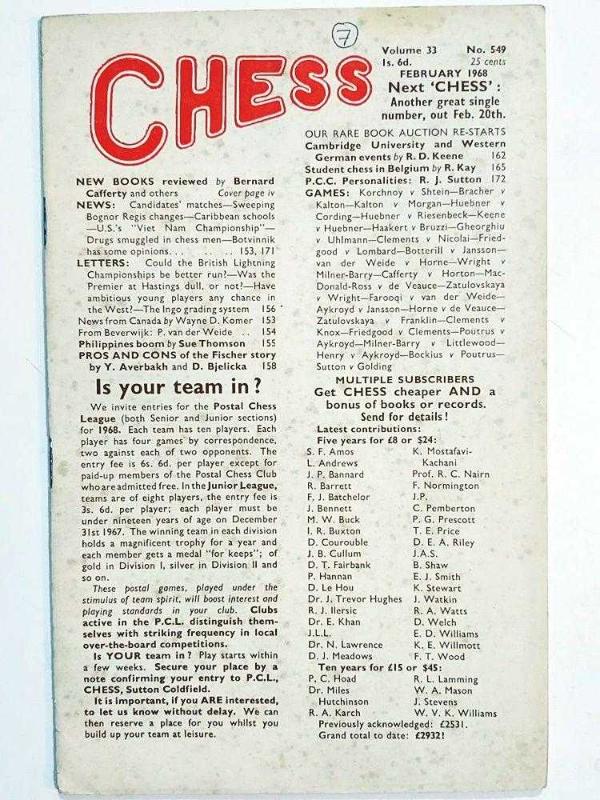 7
CHESS
Volume 33 No. 549
1s. 6d. 25 cents
FEBRUARY 1968
Next 'CHESS' :
Another great single
number, out Feb. 20th.
NEW BOOKS reviewed by Bernard
Cafferty and others Cover page iv
NEWS: Candidates' matches—Sweeping
Bognor Regis changes—Caribbean schools
—U.S.'s "Viet Nam Championship"—
Drugs smuggled in chess men—Botvinnik
has some opinions. . . . . . . 153, 171
LETTERS: Could the British Lightning
Championships be better run?—Was the
Premier at Hastings dull, or not?—Have
ambitious young players any chance in
the West?—The Ingo grading system 156
News from Canada by Wayne D. Komer 153
From Beverwijk: P. van der Weide . . 154
Philippines boom by Sue Thomson 155
PROS AND CONS of the Fischer story
by Y. Averbakh and D. Bjelicka 158
Is your team in ?
We invite entries for the Postal Chess
League (both Senior and Junior sections)
for 1968. Each team has ten players. Each
player has four games by correspondence,
two against each of two opponents. The
entry fee is 6s. 6d. per player except for
paid-up members of the Postal Chess Club
who are admitted free. In the Junior League,
teams are of eight players, the entry fee is
3s. 6d. per player; each player must be
under nineteen years of age on December
31st 1967. The winning team in each division
holds a magnificent trophy for a year and
each member gets a medal "for keeps"; of
gold in Division I, silver in Division II and
so on.
These postal games, played under the
stimulus of team spirit, will boost interest and
playing standards in your club. Clubs
active in the P.C.L. distinguish them-
selves with striking frequency in local
over-the-board competitions.
Is YOUR team in ? Play starts within
a few weeks. Secure your place by a
note confirming your entry to P.C.L.,
CHESS, Sutton Coldfield.
It is important, if you ARE interested,
to let us know without delay. We can
then reserve a place for you whilst you
build up your team at leisure.
OUR RARE BOOK AUCTION RE-STARTS
Cambridge University and Western
German events by R. D. Keene 162
Student chess in Belgium by R. Kay 165
P.C.C. Personalities: R. J. Sutton 172
GAMES: Korchnoy v Shtein—Bracher v
Kalton—Kalton v Morgan—Huebner v
Cording—Huebner v Riesenbeck—Keene
v Huebner—Haakert v Bruzzi—Gheorghiu
v Uhlmann—Clements v Nicolai—Fried-
good v Lombard—Botterill v Jansson—
van der Weide v Horne—Wright v
Milner-Barry—Cafferty v Horton—Mac-
Donald-Ross v de Veauce—Zatulovskaya
v Wright—Farooqi v van der Weide—
Aykroyd v Jansson—Horne v de Veauce—
Zatulovskaya v Franklin—Clements v
Knox—Friedgood v Clements—Poutrus v
Aykroyd—Milner-Barry v Littlewood—
Henry v Aykroyd—Bockius v Poutrus—
Sutton v Golding
MULTIPLE SUBSCRIBERS
Get CHESS cheaper AND a
bonus of books or records.
Send for details!
Latest contributions:
Five years for £8 or $24:
S. F. Amos
L. Andrews
J. P. Bannard
R. Barrett
F. J. Batchelor
J. Bennett
M. W. Buck
I. R. Buxton
D. Courouble
J. B. Cullum
D. T. Fairbank
P. Hannan
D. Le Hou
Dr. J. Trevor Hughes
R. J. Ilersic
Dr. E. Khan
J.L.L.
Dr. N. Lawrence
D. J. Meadows
K. Mostafavi-
Kachani
Prof. R. C. Nairn
F. Normington
J.P.
C. Pemberton
P. G. Prescott
T. E. Price
D. E. A. Riley
J.A.S.
B. Shaw
E. J. Smith
K. Stewart
J. Watkin
R. A. Watts
D. Welch
E. D. Williams
K. E. Willmott
F. T. Wood
Ten years for £15 or $45:
P. C. Hoad
Dr. Miles
Hutchinson
R. A. Karch
R. L. Lamming
W. A. Mason
J. Stevens
W. V. K. Williams
Previously acknowledged: £2531.
Grand total to date: £2932!